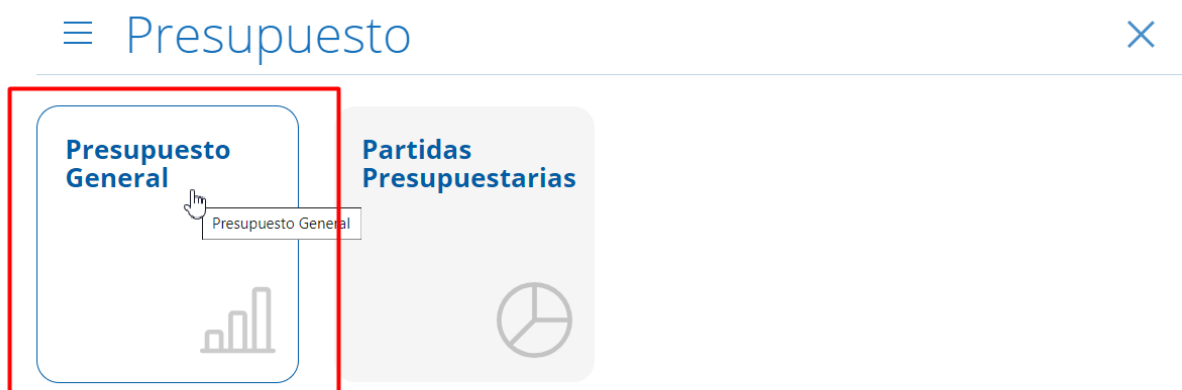 Presupuesto
Presupuesto
General
Presupuesto General
Partidas
Presupuestarias